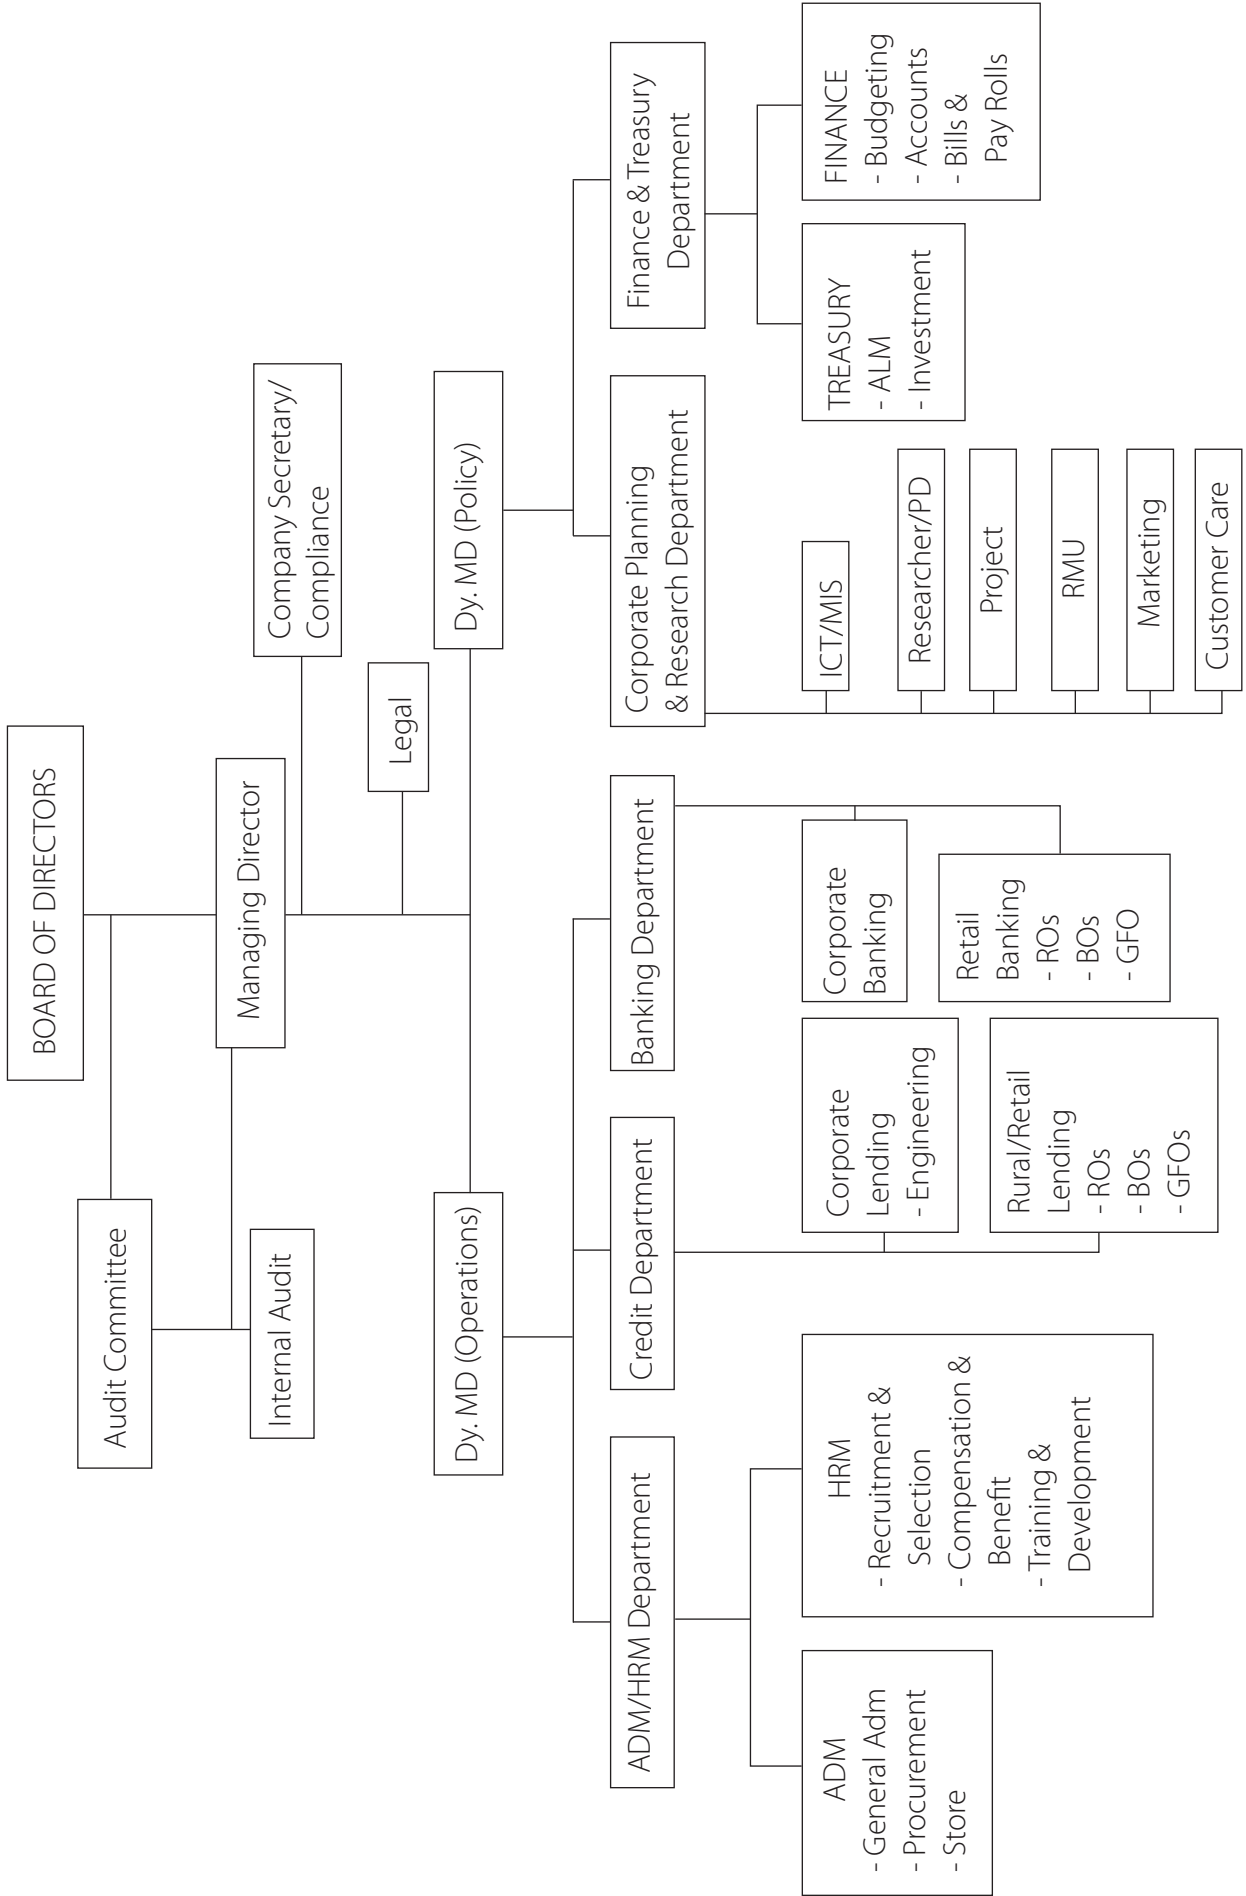 BOARD OF DIRECTORS
Audit Committee
Managing Director
Internal Audit
Company Secretary/
Compliance
Legal
Dy. MD (Operations)
Dy. MD (Policy)
ADM/HRM Department
Credit Department
Banking Department
Corporate Planning
& Research Department
Finance & Treasury
Department
ADM
- General Adm
- Procurement
- Store
HRM
- Recruitment &
Selection
- Compensation &
Benefit
- Training &
Development
Corporate
Lending
- Engineering
Rural/Retail
Lending
- ROs
- BOs
- GFOs
Corporate
Banking
Retail
Banking
- ROs
- BOs
- GFO
ICT/MIS
Researcher/PD
Project
RMU
Marketing
Customer Care
TREASURY
- ALM
- Investment
FINANCE
- Budgeting
- Accounts
- Bills &
Pay Rolls